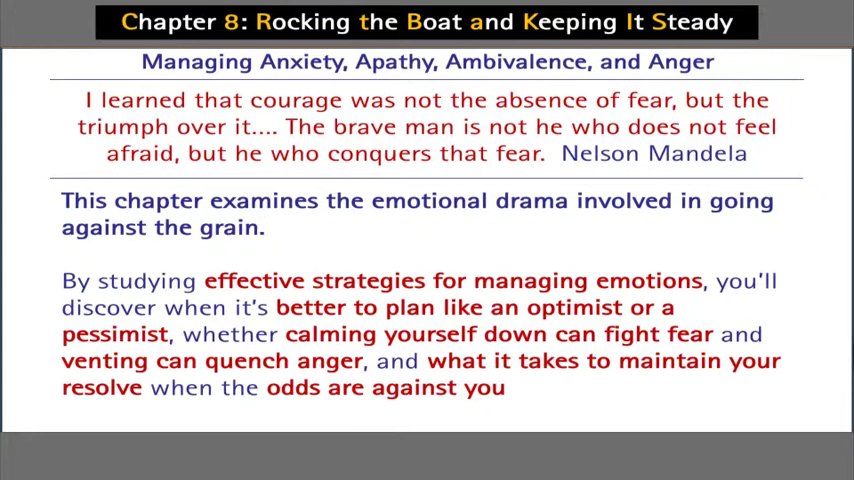 Chapter 8: Rocking the Boat and Keeping It Steady
Managing Anxiety, Apathy, Ambivalence, and Anger
I learned that courage was not the absence of fear, but the
triumph over it.... The brave man is not he who does not feel
afraid, but he who conquers that fear. Nelson Mandela
This chapter examines the emotional drama involved in going
against the grain.
By studying effective strategies for managing emotions, you'll
discover when it's better to plan like an optimist or a
pessimist, whether calming yourself down can fight fear and
venting can quench anger, and what it takes to maintain your
resolve when the odds are against you